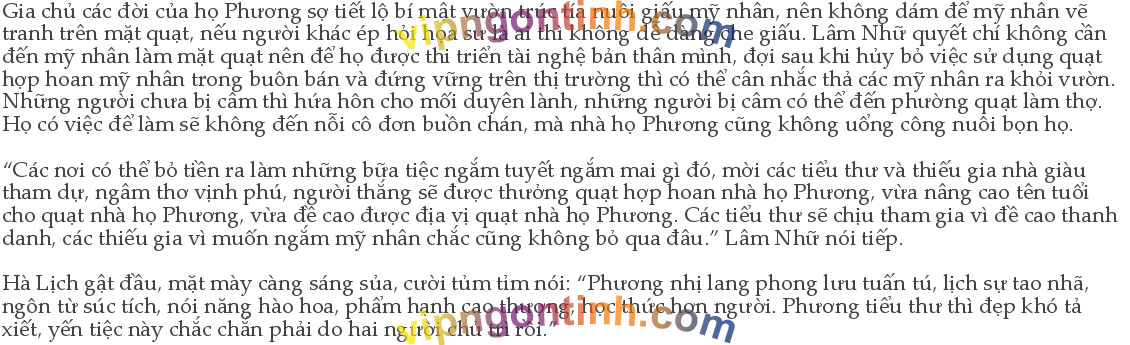 Gia chủ các đời của họ Phương sợ tiết lộ bí mật vườn trúc tía nuôi giấu mỹ nhân, nên không dám để mỹ nhân vẽ
tranh trên mặt quạt, nếu người khác ép hỏi họa sư là ai thì không dễ dàng che giấu. Lâm Nhữ quyết chí không cần
đến mỹ nhân làm mặt quạt nên để họ được thi triển tài nghệ bản thân mình, đợi sau khi hủy bỏ việc sử dụng quạt
hợp hoan mỹ nhân trong buôn bán và đứng vững trên thị trường thì có thể cân nhắc thả các mỹ nhân ra khỏi vườn.
Những người chưa bị câm thì hứa hôn cho mối duyên lành, những người bị câm có thể đến phường quạt làm thợ.
Họ có việc để làm sẽ không đến nỗi cô đơn buồn chán, mà nhà họ Phương cũng không uổng công nuôi bọn họ.
“Các nơi có thể bỏ tiền ra làm những bữa tiệc ngắm tuyết ngắm mai gì đó, mời các tiểu thư và thiếu gia nhà giàu
tham dự, ngâm thơ vịnh phú, người thắng sẽ được thưởng quạt hợp hoan nhà họ Phương, vừa nâng cao tên tuổi
cho quạt nhà họ Phương, vừa đề cao được địa vị quạt nhà họ Phương. Các tiểu thư sẽ chịu tham gia vì đề cao thanh
danh, các thiếu gia vì muốn ngắm mỹ nhân chắc cũng không bỏ qua đâu.” Lâm Nhữ nói tiếp.
Hà Lịch gật đầu, mặt mày càng sáng sủa, cười tủm tỉm nói: “Phương nhị lang phong lưu tuấn tú, lịch sự tao nhã,
ngôn từ súc tích, nói năng hào hoa, phẩm hạnh cao thượng, học thức hơn người. Phương tiểu thư thì đẹp khó tả
xiết, yến tiệc này chắc chắn phải do hai người chủ trì rồi.”
vipngontinh.com
vipngontinh.com